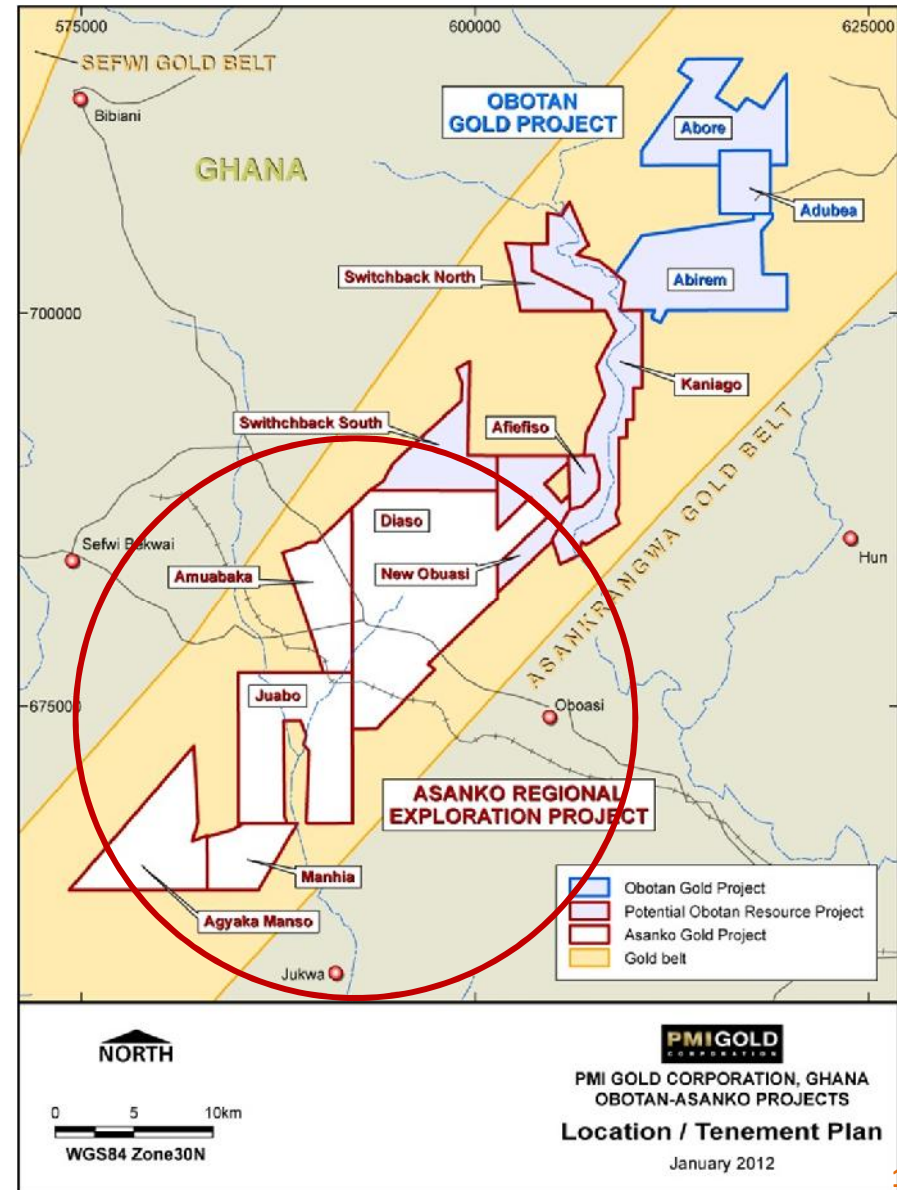 575000
600000
625000
SEFWI GOLD BELT
Bibiani
OBOTAN
GOLD PROJECT
Abore
GHANA
Adubea
Switchback North
Abirem
700000
Kaniago
Swithchback South
Afiefiso
Diaso
ASANKRANGWA GOLD BELT
Sefwi Bekwai
Hun
Amuabaka
New Obuasi
675000
Juabo
Oboasi
ASANKO REGIONAL
EXPLORATION PROJECT
Manhia
Agyaka Manso
Jukwa
Obotan Gold Project
Potential Obotan Resource Project
Asanko Gold Project
Gold belt
NORTH
0 5 10km
WGS84 Zone30N
PMIGOLD
CORPORATION
PMI GOLD CORPORATION, GHANA
OBOTAN-ASANKO PROJECTS
Location / Tenement Plan
January 2012